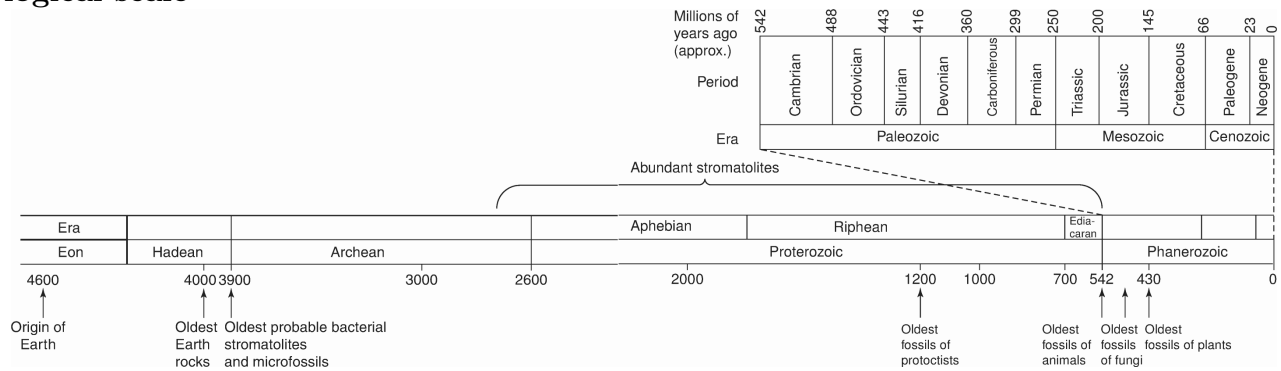 Millions of
years ago
(approx.)
542 488 443 416 360 299 250 200 145 66 23 0
Period
Cambrian Ordovician Silurian Devonian Carboniferous Permian Triassic Jurassic Cretaceous Paleogene Neogene
Era
Paleozoic Mesozoic Cenozoic
Abundant stromatolites
Era
Aphebian Riphean Edia-
caran
Eon Hadean Archean Proterozoic Phanerozoic
4600 4000 3900 3000 2600 2000 1200 1000 700 542 430 0
Origin of
Earth
Oldest
Earth
rocks
Oldest probable bacterial
stromatolites
and microfossils
Oldest
fossils of
protoctists
Oldest
fossils of
animals
Oldest
fossils
of fungi
Oldest
fossils of plants